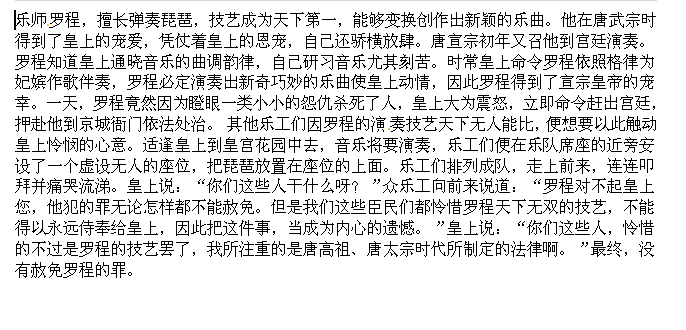 乐师罗程，擅长弹奏琵琶，技艺成为天下第一，能够变换创作出新颖的乐曲。他在唐武宗时
得到了皇上的宠爱，凭仗着皇上的恩宠，自己还骄横放肆。唐宣宗初年又召他到宫廷演奏。
罗程知道皇上通晓音乐的曲调韵律，自己研习音乐尤其刻苦。时常皇上命令罗程依照格律为
妃嫔作歌伴奏，罗程必定演奏出新奇巧妙的乐曲使皇上动情，因此罗程得到了宣宗皇帝的宠
幸。一天，罗程竟然因为瞪眼一类小小的怨仇杀死了人，皇上大为震怒，立即命令赶出宫廷，
押赴他到京城衙门依法处治。 其他乐工们因罗程的演.奏技艺天下无人能比，便想要以此触动
皇上怜悯的心意。适逢皇上到皇宫花园中去，音乐将要演奏，乐工们便在乐队席座的近旁安
设了一个虚设无人的座位，把琵琶放置在座位的上面。乐工们排列成队，走上前来，连连叩
拜并痛哭流涕。皇上说：“你们这些人干什么呀？”众乐工向前来说道：“罗程对不起皇上
您，他犯的罪无论怎样都不能赦免。但是我们这些臣民们都怜惜罗程天下无双的技艺，不能
得以永远侍奉给皇上，因此把这件事，当成为内心的遗憾。”皇上说：“你们这些人，怜惜
的不过是罗程的技艺罢了，我所注重的是唐高祖、唐太宗时代所制定的法律啊。”最终，没
有赦免罗程的罪。